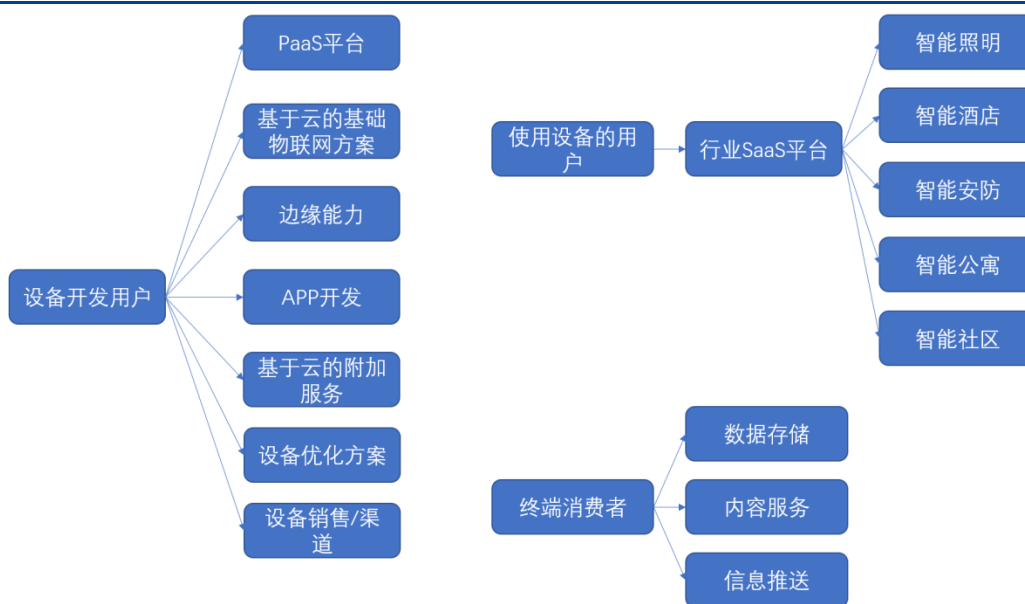 设备开发用户
PaaS平台
基于云的基础
物联网方案
边缘能力
APP开发
基于云的附加
服务
设备优化方案
设备销售/渠
道
使用设备的用
户
行业SaaS平台
智能照明
智能酒店
智能安防
智能公寓
智能社区
终端消费者
数据存储
内容服务
信息推送